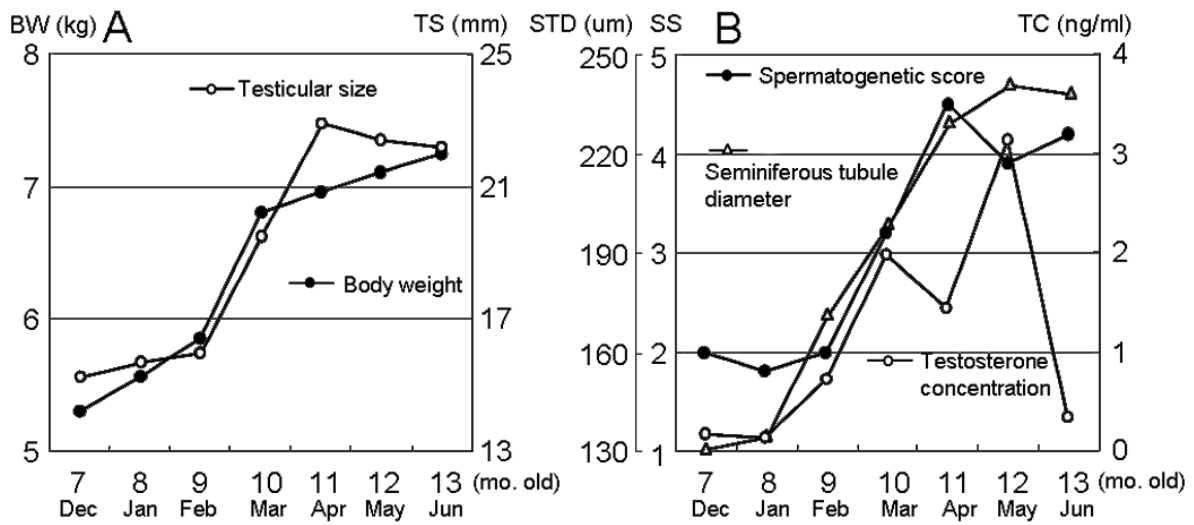 BW (kg) A TS (mm) STD (um) SS B TC (ng/ml)
8 25 250 5 4
Testicular size
Spermatogenetic score
7 21 220 4 3
Seminiferous tubule
diameter
190 3 2
Body weight
6 17 160 2 1
Testosterone
concentration
5 13 130 1 0
7 8 9 10 11 12 13 (mo. old) 7 8 9 10 11 12 13 (mo. old)
Dec Jan Feb Mar Apr May Jun Dec Jan Feb Mar Apr May Jun